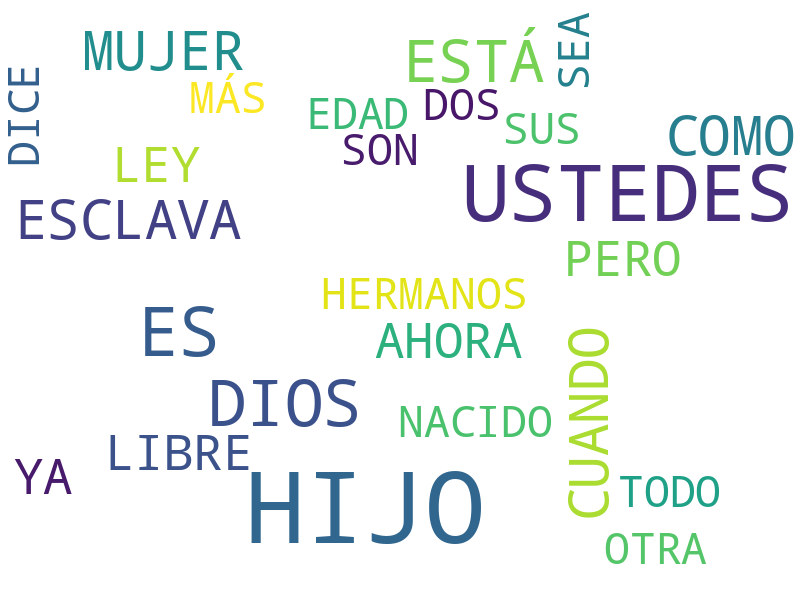 MUJER
ESTÁ
SEA
DICE
MÁS
EDAD
DOS
SUS
COMO
SON
LEY
USTEDES
ESCLAVA
PERO
HERMANOS
ES
AHORA
CUANDO
DIOS
NACIDO
LIBRE
YA
HIJO
TODO
OTRA